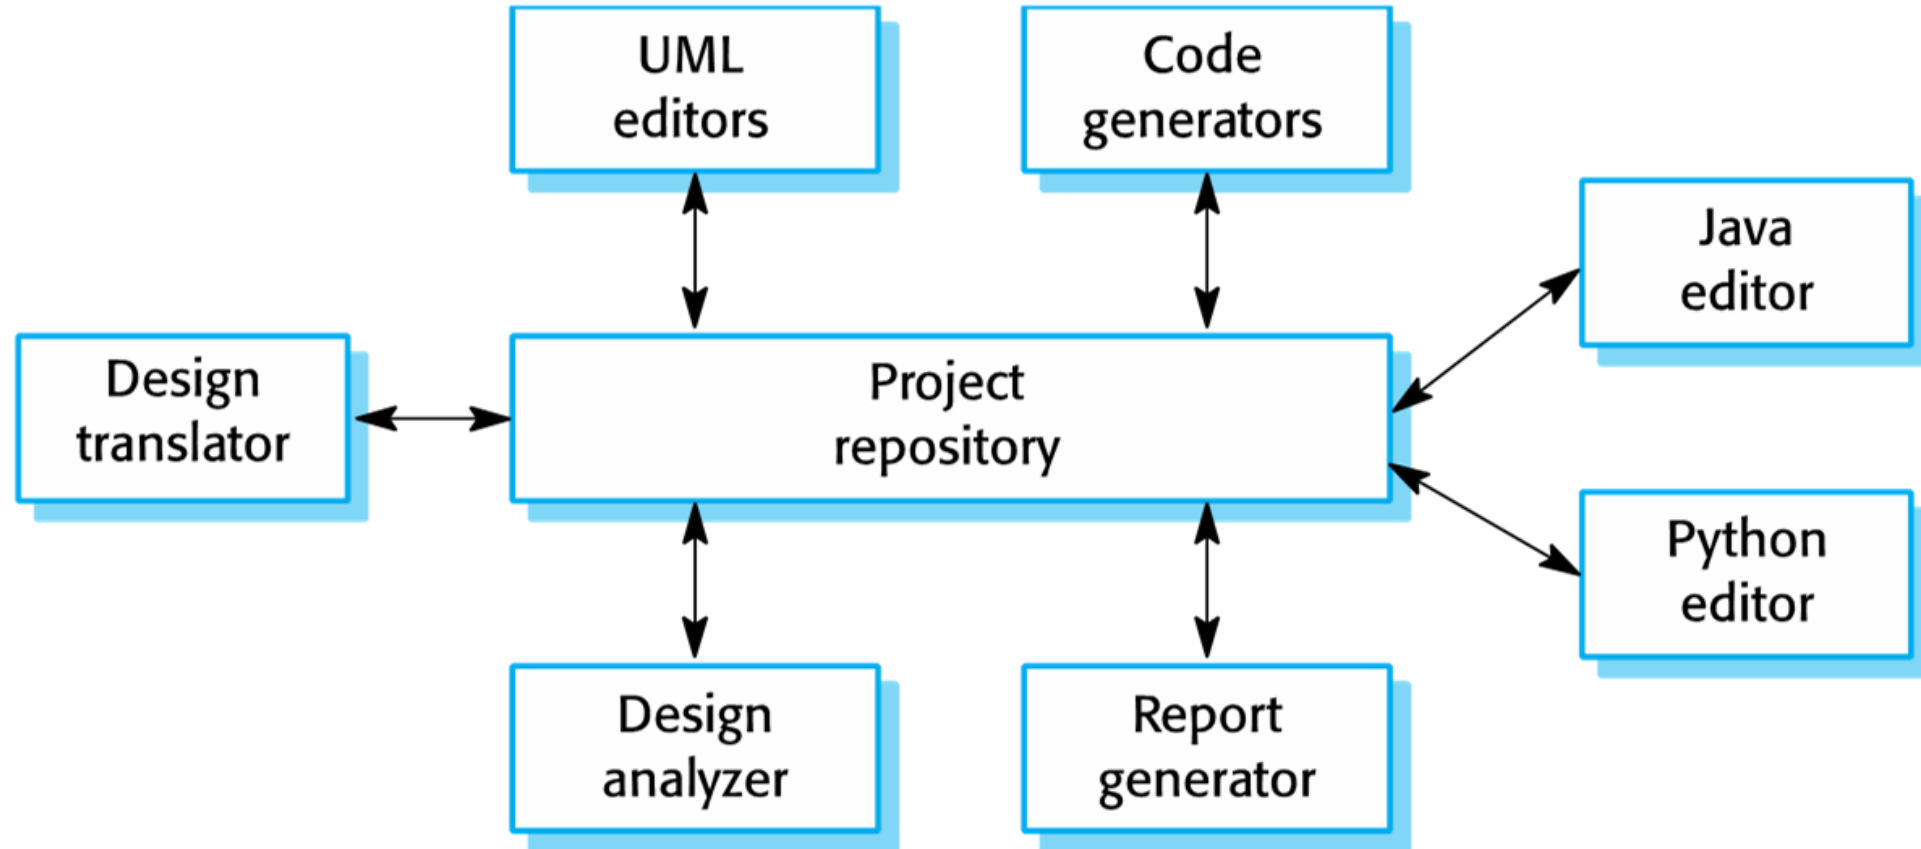 UML
editors
Code
generators
Java
editor
Design
translator
Project
repository
Python
editor
Design
analyzer
Report
generator